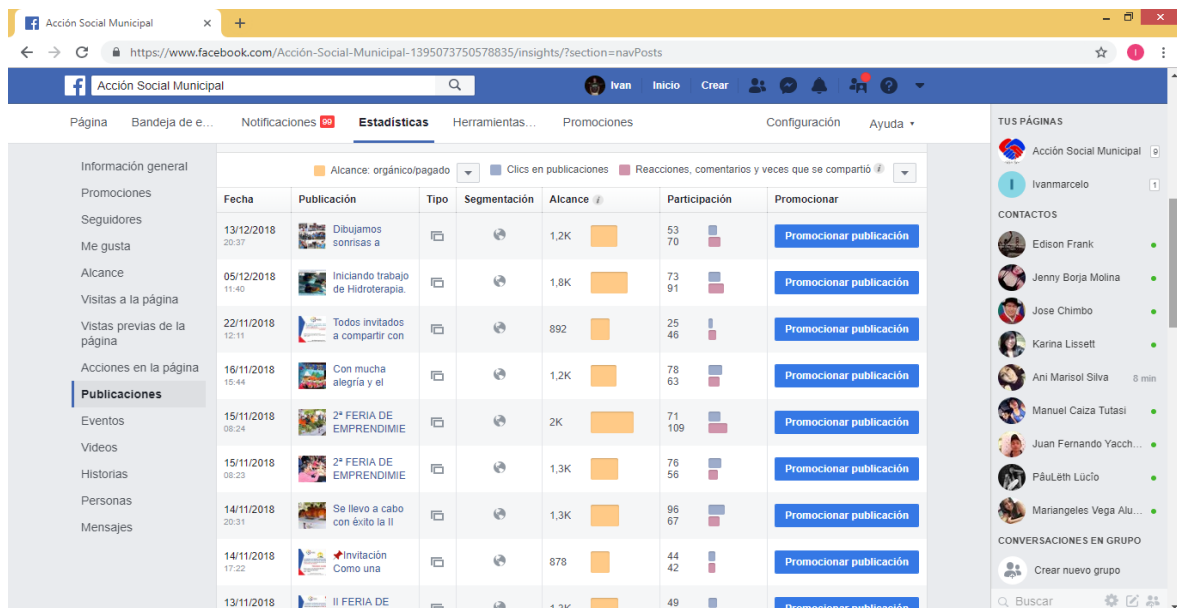 Acción Social Municipal
https://www.facebook.com/Acción-Social-Municipal-1395073750578835/insights/?section=navPosts
I
Acción Social Municipal
Ivan Inicio Crear
Página Bandeja de e... Notificaciones 99 Estadísticas Herramientas... Promociones Configuración Ayuda
Información general
Promociones
Seguidores
Me gusta
Alcance
Visitas a la página
Vistas previas de la
página
Acciones en la página
Publicaciones
Eventos
Videos
Historias
Personas
Mensajes
Alcance: orgánico/pagado Clics en publicaciones Reacciones, comentarios y veces que se compartió i
Fecha Publicación Tipo Segmentación Alcance i Participación Promocionar
13/12/2018 Dibujamos 1,2K 53 Promocionar publicación
20:37 sonrisas a 70
05/12/2018 Iniciando trabajo 1,8K 73 Promocionar publicación
11:40 de Hidroterapia. 91
22/11/2018 Todos invitados 892 25 Promocionar publicación
12:11 a compartir con 46
16/11/2018 Con mucha 1,2K 78 Promocionar publicación
15:44 alegría y el 63
15/11/2018 2ª FERIA DE 2K 71 Promocionar publicación
08:24 EMPRENDIMIE 109
15/11/2018 2ª FERIA DE 1,3K 76 Promocionar publicación
08:23 EMPRENDIMIE 56
14/11/2018 Se llevo a cabo 1,3K 96 Promocionar publicación
20:31 con éxito la II 67
14/11/2018 Invitación 878 44 Promocionar publicación
17:22 Como una 42
13/11/2018 II FERIA DE 1,2K 49 Promocionar publicación
TUS PÁGINAS
Acción Social Municipal 9
I Ivanmarcelo 1
CONTACTOS
Edison Frank
Jenny Borja Molina
Jose Chimbo
Karina Lissett
Ani Marisol Silva 8 min
Manuel Caiza Tutasi
Juan Fernando Yacch...
PâuLëth Lùcîo
Mariangeles Vega Alu...
CONVERSACIONES EN GRUPO
Crear nuevo grupo
Buscar